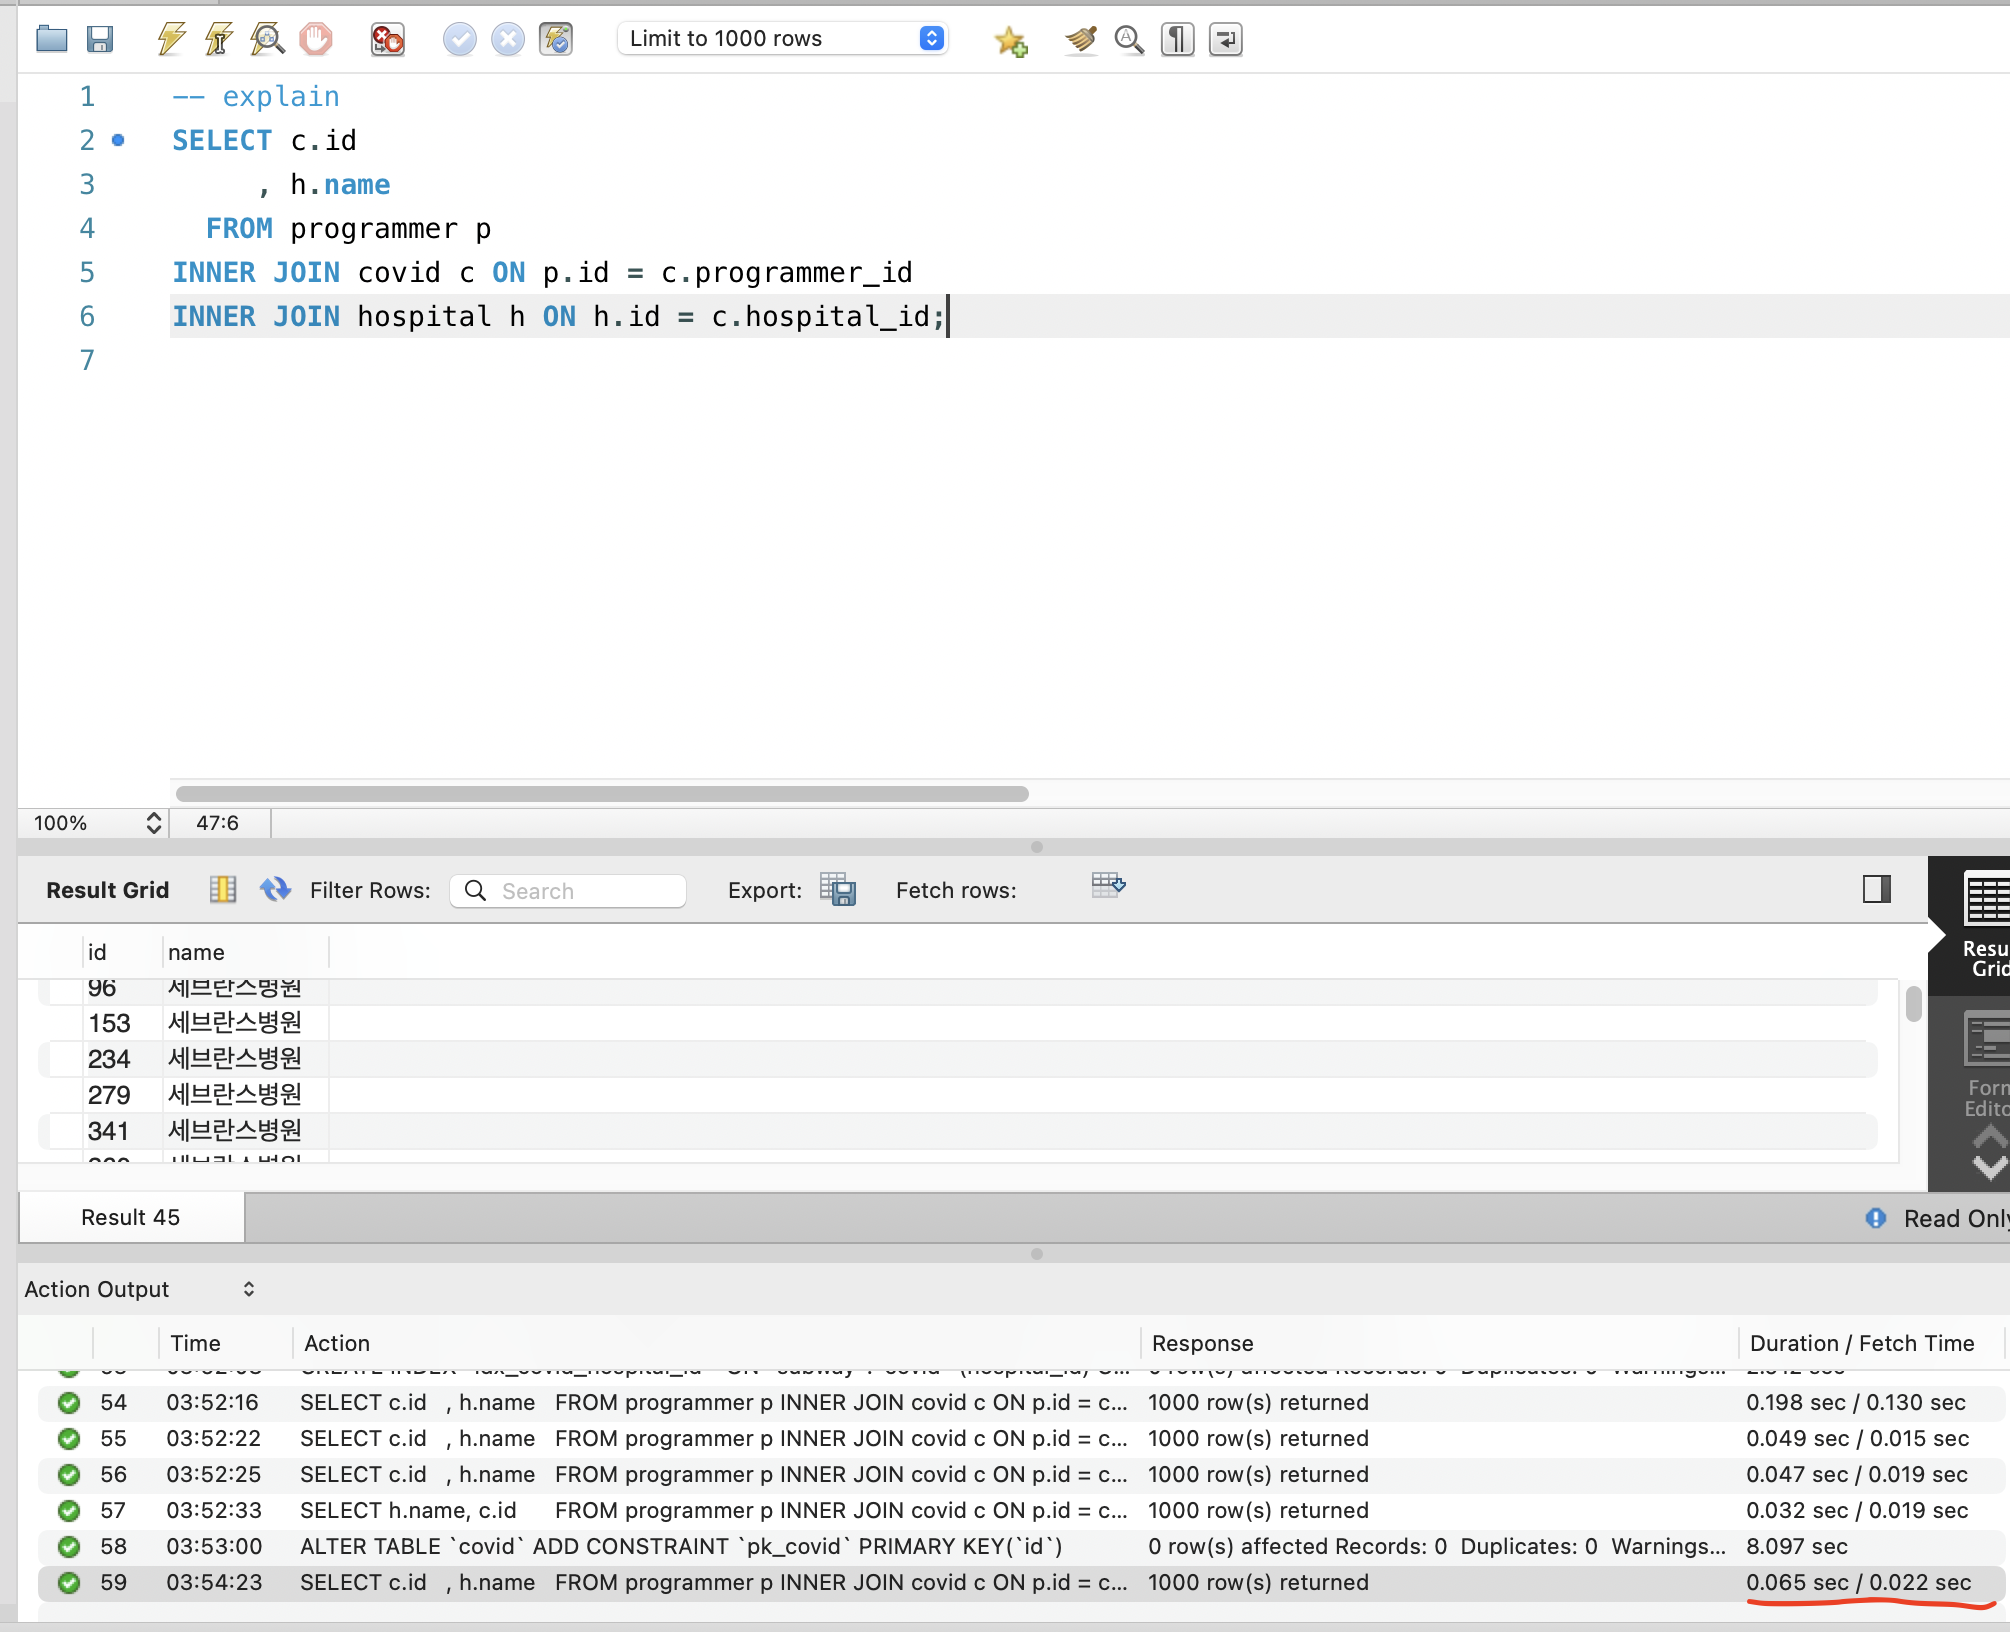 Limit to 1000 rows
1 -- explain
2 SELECT c.id
3 , h.name
4 FROM programmer p
5 INNER JOIN covid c ON p.id = c.programmer_id
6 INNER JOIN hospital h ON h.id = c.hospital_id;
7
100% 47:6
Result Grid Filter Rows: Search Export: Fetch rows:
id name
96 세브란스병원
153 세브란스병원
234 세브란스병원
279 세브란스병원
341 세브란스병원
Resu
Grid
Form
Edito
Result 45 Read Only
Action Output
Time Action Response Duration / Fetch Time
54 03:52:16 SELECT c.id , h.name FROM programmer p INNER JOIN covid c ON p.id = c... 1000 row(s) returned 0.198 sec / 0.130 sec
55 03:52:22 SELECT c.id , h.name FROM programmer p INNER JOIN covid c ON p.id = c... 1000 row(s) returned 0.049 sec / 0.015 sec
56 03:52:25 SELECT c.id , h.name FROM programmer p INNER JOIN covid c ON p.id = c... 1000 row(s) returned 0.047 sec / 0.019 sec
57 03:52:33 SELECT h.name, c.id FROM programmer p INNER JOIN covid c ON p.id = c... 1000 row(s) returned 0.032 sec / 0.019 sec
58 03:53:00 ALTER TABLE `covid` ADD CONSTRAINT `pk_covid` PRIMARY KEY(`id`) 0 row(s) affected Records: 0 Duplicates: 0 Warnings... 8.097 sec
59 03:54:23 SELECT c.id , h.name FROM programmer p INNER JOIN covid c ON p.id = c... 1000 row(s) returned 0.065 sec / 0.022 sec